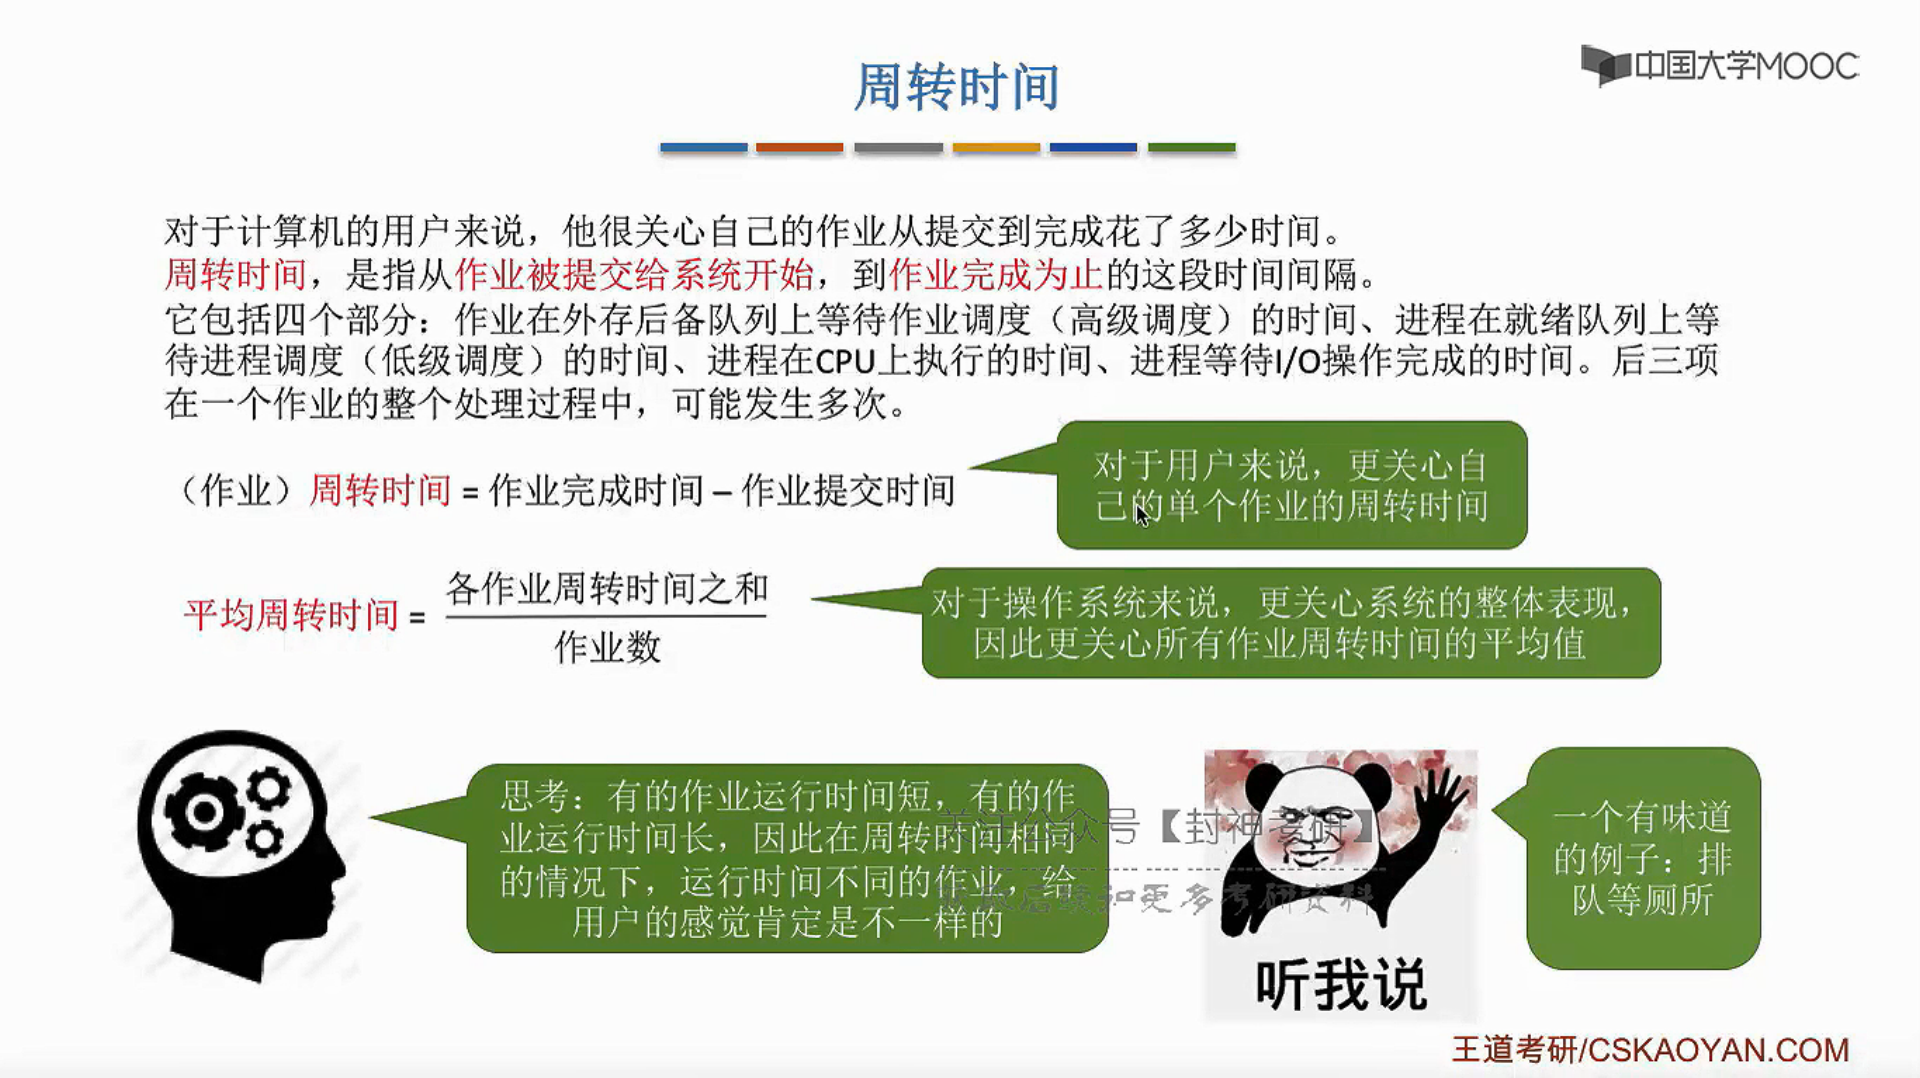 周转时间
中国大学MOOC
对于计算机的用户来说，他很关心自己的作业从提交到完成花了多少时间。
周转时间，是指从作业被提交给系统开始，到作业完成为止的这段时间间隔。
它包括四个部分：作业在外存后备队列上等待作业调度（高级调度）的时间、进程在就绪队列上等
待进程调度（低级调度）的时间、进程在CPU上执行的时间、进程等待I/O操作完成的时间。后三项
在一个作业的整个处理过程中，可能发生多次。
（作业）周转时间 = 作业完成时间 – 作业提交时间
对于用户来说，更关心自
己的单个作业的周转时间
平均周转时间 =
各作业周转时间之和
作业数
对于操作系统来说，更关心系统的整体表现，
因此更关心所有作业周转时间的平均值
思考：有的作业运行时间短，有的作
业运行时间长，因此在周转时间相同
的情况下，运行时间不同的作业，给
用户的感觉肯定是不一样的
公众号【封神考研】
和更多考研资料
听我说
一个有味道
的例子：排
队等厕所
王道考研/CSKAOYAN.COM